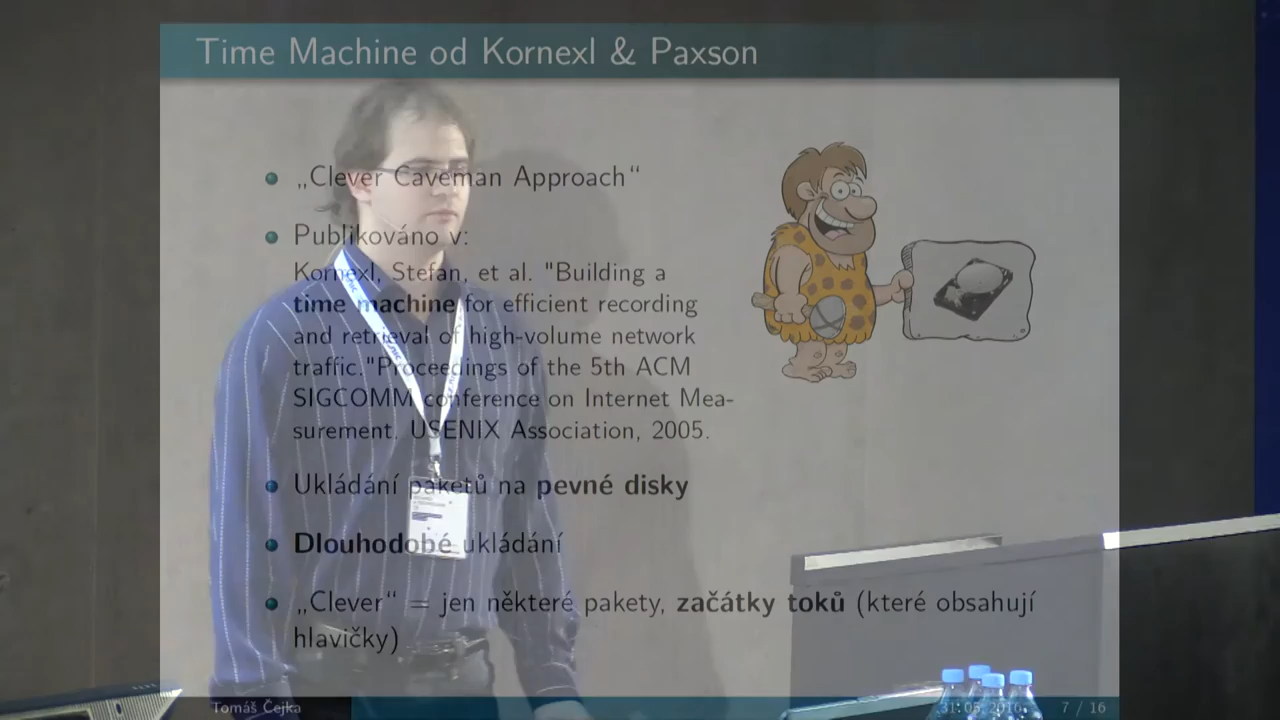 Time Machine od Kornexl & Paxson
„Clever Caveman Approach“
Publikováno v:
Kornexl, Stefan, et al. "Building a
time machine for efficient recording
and retrieval of high-volume network
traffic."Proceedings of the 5th ACM
SIGCOMM conference on Internet Mea-
surement. USENIX Association, 2005.
Ukládání paketů na pevné disky
Dlouhodobé ukládání
„Clever“ = jen některé pakety, začátky toků (které obsahují
hlavičky)
Tomáš Čejka
31.05.2016
7 / 16